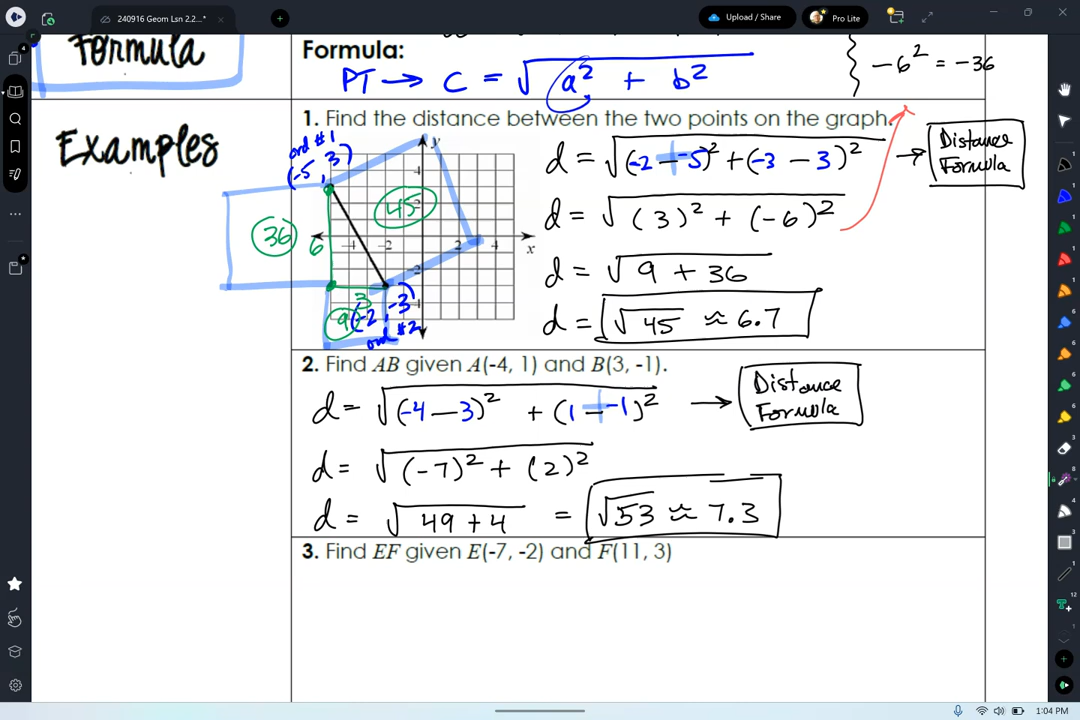 240916 Geom Lsn 2.2...*
Upload / Share
Pro Lite
Formula
Formula:
PT → C = √a² + b²
-6² = -36
Examples
1. Find the distance between the two points on the graph.
ord #1
(-5, 3)
d = √(-2 - -5)² + (-3 - 3)² → Distance Formula
d = √(3)² + (-6)²
d = √9 + 36
d = √45 ≈ 6.7
y
x
45
36
6
3
9
-4 -2 2 4
-2
(-2, -3)
ord #2
2. Find AB given A(-4, 1) and B(3, -1).
d = √(-4 - 3)² + (1 - -1)² → Distance Formula
d = √(-7)² + (2)²
d = √49 + 4 = √53 ≈ 7.3
3. Find EF given E(-7, -2) and F(11, 3)
1:04 PM